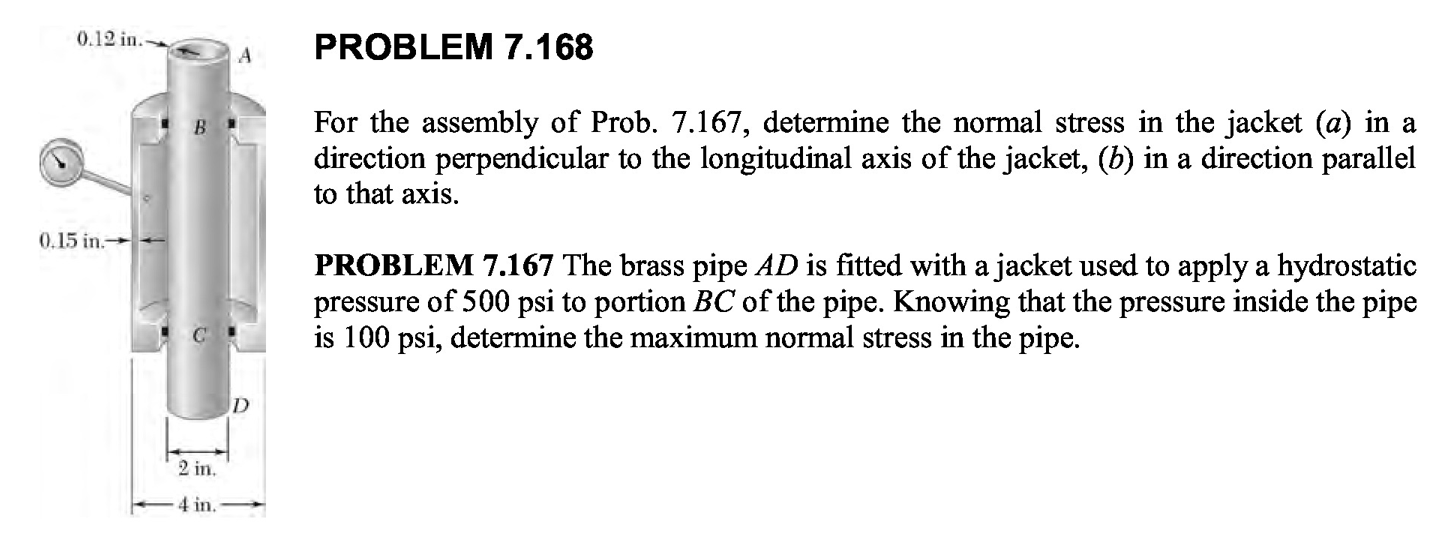 0.12 in.
A
B
0.15 in.
C
D
2 in.
4 in.
PROBLEM 7.168
For the assembly of Prob. 7.167, determine the normal stress in the jacket (a) in a
direction perpendicular to the longitudinal axis of the jacket, (b) in a direction parallel
to that axis.
PROBLEM 7.167 The brass pipe AD is fitted with a jacket used to apply a hydrostatic
pressure of 500 psi to portion BC of the pipe. Knowing that the pressure inside the pipe
is 100 psi, determine the maximum normal stress in the pipe.